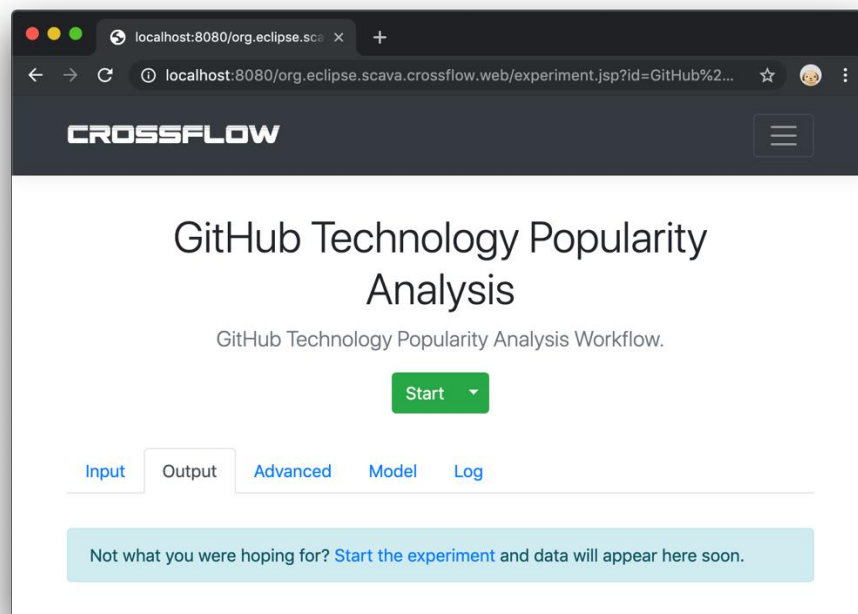 localhost:8080/org.eclipse.sca
localhost:8080/org.eclipse.scava.crossflow.web/experiment.jsp?id=GitHub%2...
CROSSFLOW
GitHub Technology Popularity
Analysis
GitHub Technology Popularity Analysis Workflow.
Start
Input Output Advanced Model Log
Not what you were hoping for? Start the experiment and data will appear here soon.